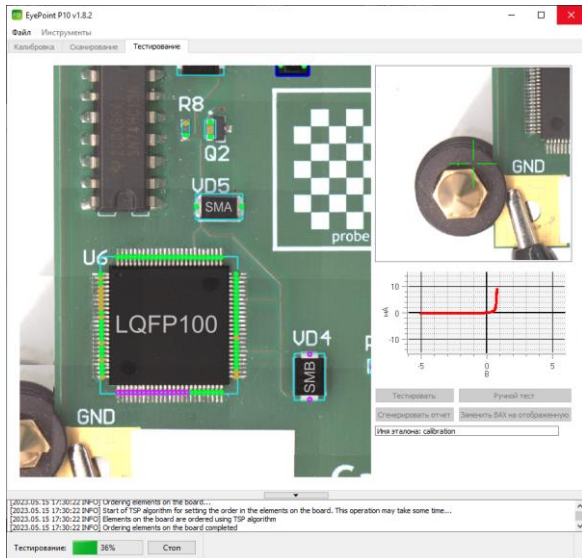 EyePoint P10 v1.8.2
Файл Инструменты
Калибровка Сканирование Тестирование
R8
Q2
VD5
SMA
probe
U6
LQFP100
VD4
SMB
GND
GND
мА
10
0
-10
-5 0 5
В
Тестировать Ручной тест
Сгенерировать отчет Заменить ВАХ на отображенную
Имя эталона: calibration
[2023.05.15 17:30:22 INFO] Ordering elements on the board...
[2023.05.15 17:30:22 INFO] Start of TSP algorithm for setting the order in the elements on the board. This operation may take some time...
[2023.05.15 17:30:22 INFO] Elements on the board are ordered using TSP algorithm
[2023.05.15 17:30:22 INFO] Ordering elements on the board completed
Тестирование: 36% Стоп